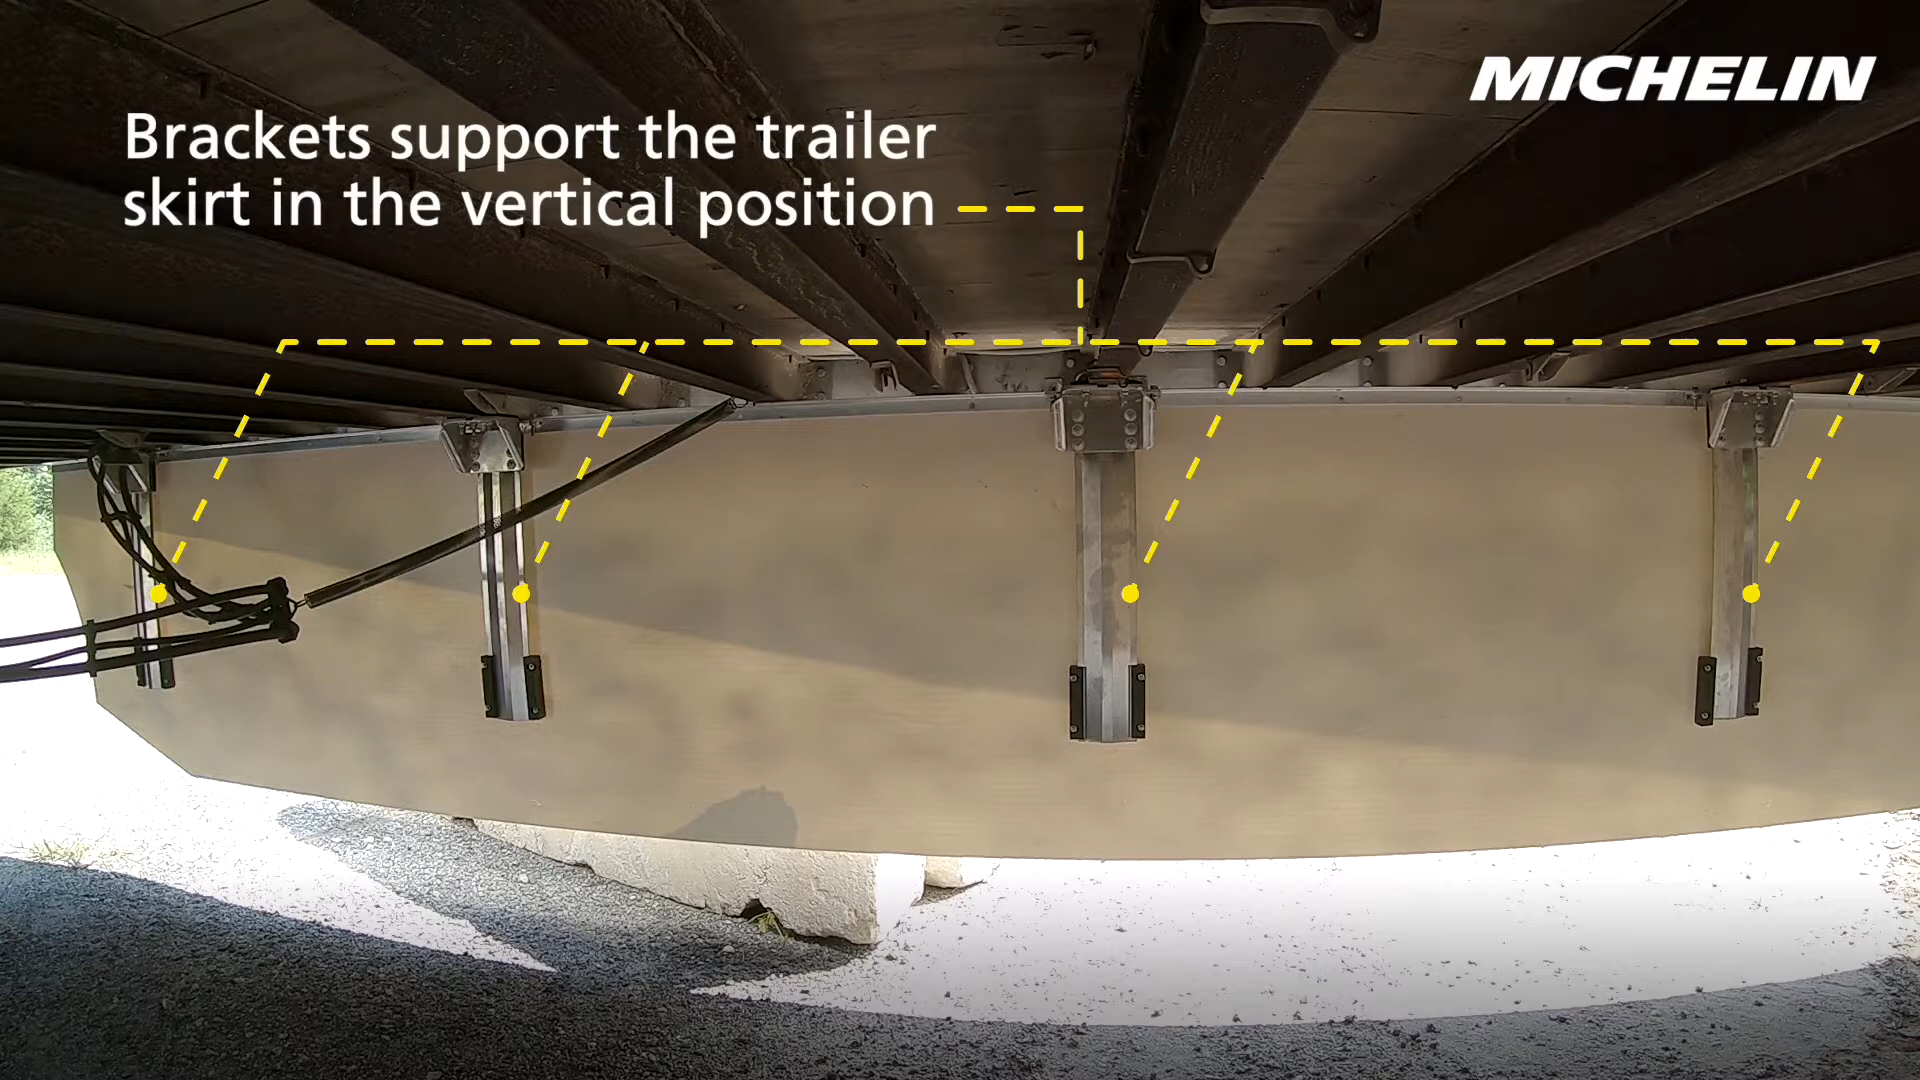 MICHELIN
Brackets support the trailer
skirt in the vertical position